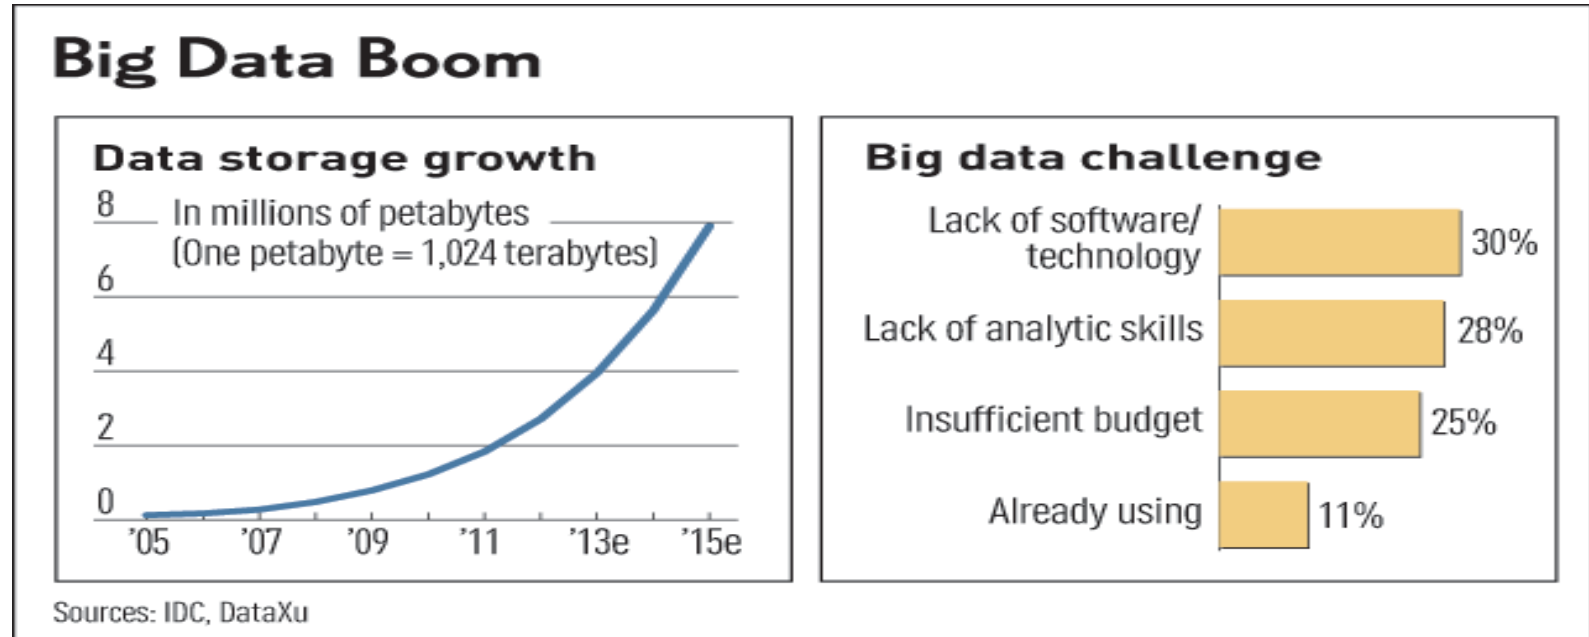 Big Data Boom
Data storage growth
8
In millions of petabytes
(One petabyte = 1,024 terabytes)
6
4
2
0
’05 ’07 ’09 ’11 ’13e ’15e
Big data challenge
Lack of software/
technology
30%
Lack of analytic skills 28%
Insufficient budget 25%
Already using 11%
Sources: IDC, DataXu